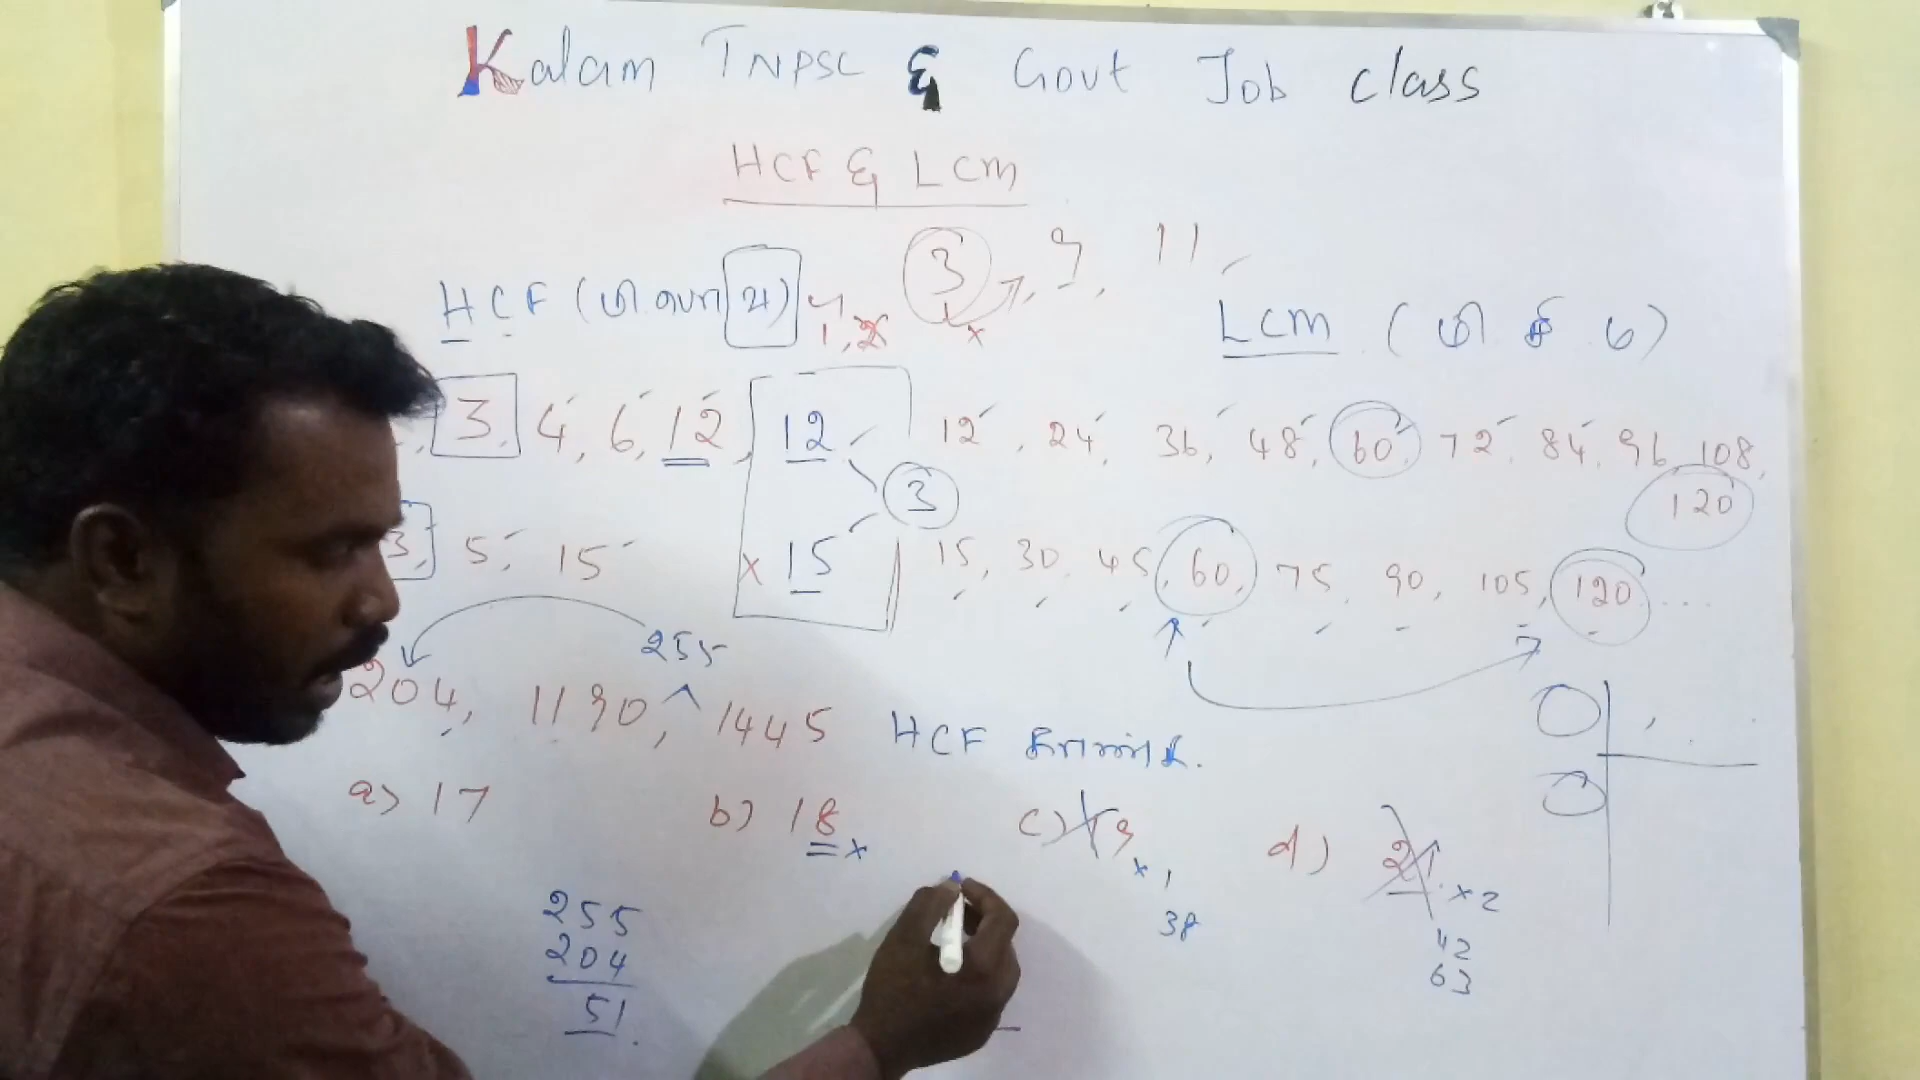 Kalam TNPSC & Govt Job class
HCF & LCM
3, 9, 11,
HCF (மீ பொ வ)
1, 2 x
LCM (மீ சி ம)
3, 4, 6, 12, 12 12, 24, 36, 48, 60, 72, 84, 96, 108,
3 120
3, 5, 15 x 15 15, 30, 45, 60, 75, 90, 105, 120 ....
255
204, 1190, 1445 HCF காண்க.
a) 17 b) 18 x c) 19 x 1 d) 21 x 2
38 42
63
255
204
51